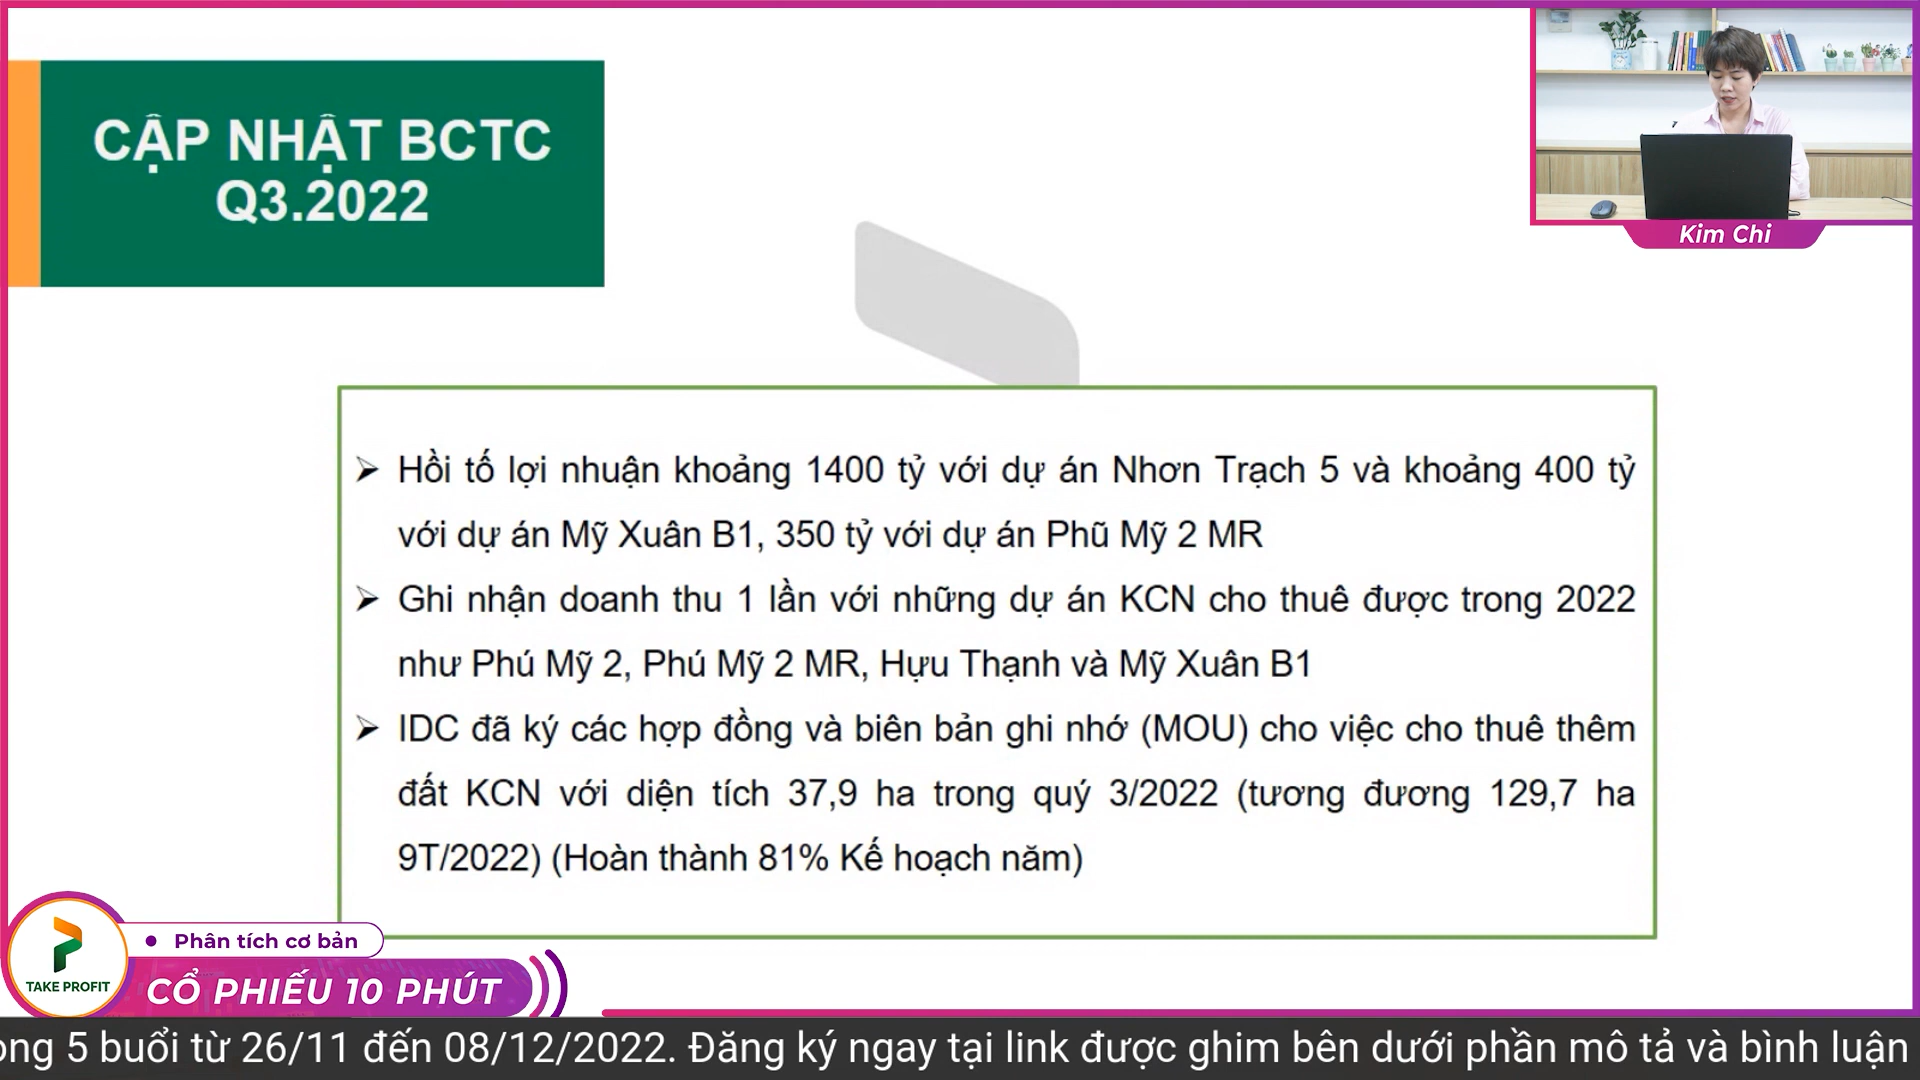 CẬP NHẬT BCTC
Q3.2022
Kim Chi
➢ Hồi tố lợi nhuận khoảng 1400 tỷ với dự án Nhơn Trạch 5 và khoảng 400 tỷ
với dự án Mỹ Xuân B1, 350 tỷ với dự án Phũ Mỹ 2 MR
➢ Ghi nhận doanh thu 1 lần với những dự án KCN cho thuê được trong 2022
như Phú Mỹ 2, Phú Mỹ 2 MR, Hựu Thạnh và Mỹ Xuân B1
➢ IDC đã ký các hợp đồng và biên bản ghi nhớ (MOU) cho việc cho thuê thêm
đất KCN với diện tích 37,9 ha trong quý 3/2022 (tương đương 129,7 ha
9T/2022) (Hoàn thành 81% Kế hoạch năm)
• Phân tích cơ bản
TAKE PROFIT
CỔ PHIẾU 10 PHÚT
ong 5 buổi từ 26/11 đến 08/12/2022. Đăng ký ngay tại link được ghim bên dưới phần mô tả và bình luận